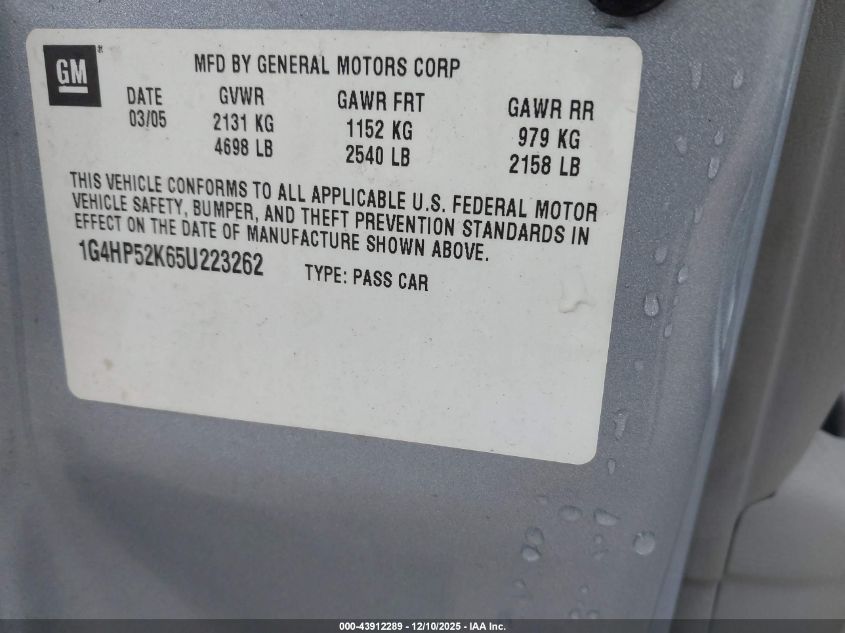 GM
MFD BY GENERAL MOTORS CORP
DATE GVWR GAWR FRT GAWR RR
03/05 2131 KG 1152 KG 979 KG
4698 LB 2540 LB 2158 LB
THIS VEHICLE CONFORMS TO ALL APPLICABLE U.S. FEDERAL MOTOR
VEHICLE SAFETY, BUMPER, AND THEFT PREVENTION STANDARDS IN
EFFECT ON THE DATE OF MANUFACTURE SHOWN ABOVE.
1G4HP52K65U223262 TYPE: PASS CAR
000-43912289 - 12/10/2025 - IAA Inc.